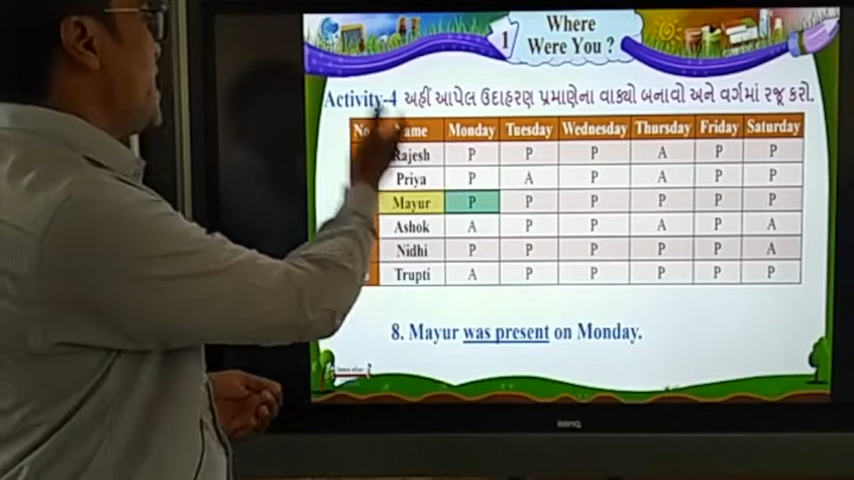 1
Where
Were You ?
Activity-4 અહીં આપેલ ઉદાહરણ પ્રમાણેના વાક્યો બનાવો અને વર્ગમાં રજૂ કરો.
Monday Tuesday Wednesday Thursday Friday Saturday
Rajesh P P P A P P
Priya P A P A P P
Mayur P P P P P P
Ashok A P P A P A
Nidhi P P P P P A
Trupti A P P P P P
8. Mayur was present on Monday.
BenQ